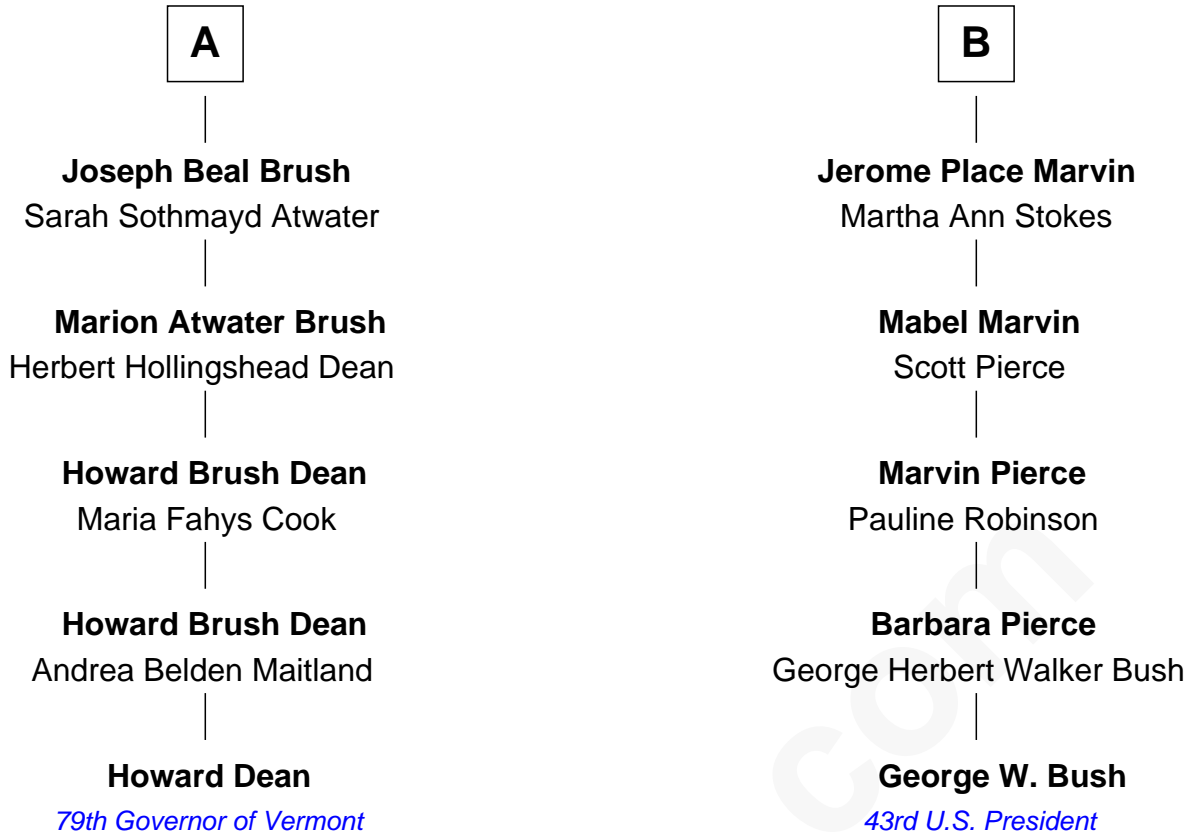 A
B
Joseph Beal Brush
Sarah Sothmayd Atwater
Jerome Place Marvin
Martha Ann Stokes
Marion Atwater Brush
Herbert Hollingshead Dean
Mabel Marvin
Scott Pierce
Howard Brush Dean
Maria Fahys Cook
Marvin Pierce
Pauline Robinson
Howard Brush Dean
Andrea Belden Maitland
Barbara Pierce
George Herbert Walker Bush
Howard Dean
79th Governor of Vermont
George W. Bush
43rd U.S. President
com